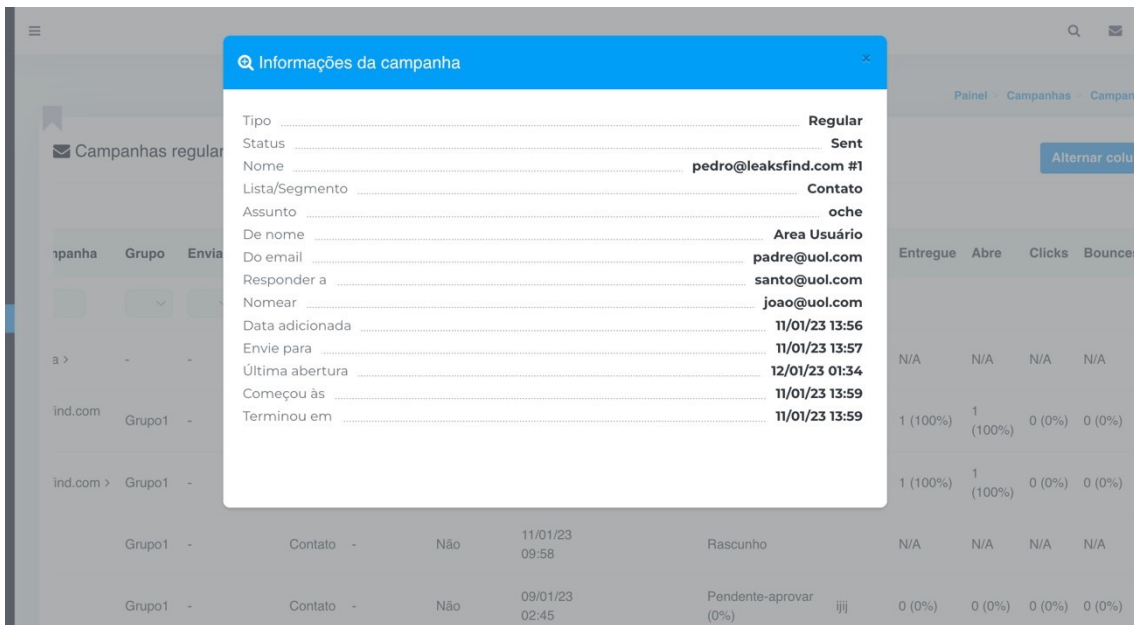 Informações da campanha ×
Painel Campanhas Campan
Campanhas regular
Alternar colu
Tipo Regular
Status Sent
Nome pedro@leaksfind.com #1
Lista/Segmento Contato
Assunto oche
De nome Area Usuário
Do email padre@uol.com
Responder a santo@uol.com
Nomear joao@uol.com
Data adicionada 11/01/23 13:56
Envie para 11/01/23 13:57
Última abertura 12/01/23 01:34
Começou às 11/01/23 13:59
Terminou em 11/01/23 13:59
npanha Grupo Envia Entregue Abre Clicks Bounces
a > - - N/A N/A N/A N/A
find.com Grupo1 - 1 (100%) 1 (100%) 0 (0%) 0 (0%)
ind.com > Grupo1 - 1 (100%) 1 (100%) 0 (0%) 0 (0%)
Grupo1 - Contato - Não 11/01/23 09:58 Rascunho N/A N/A N/A N/A
Grupo1 - Contato - Não 09/01/23 02:45 Pendente-aprovar (0%) ijij 0 (0%) 0 (0%) 0 (0%) 0 (0%)